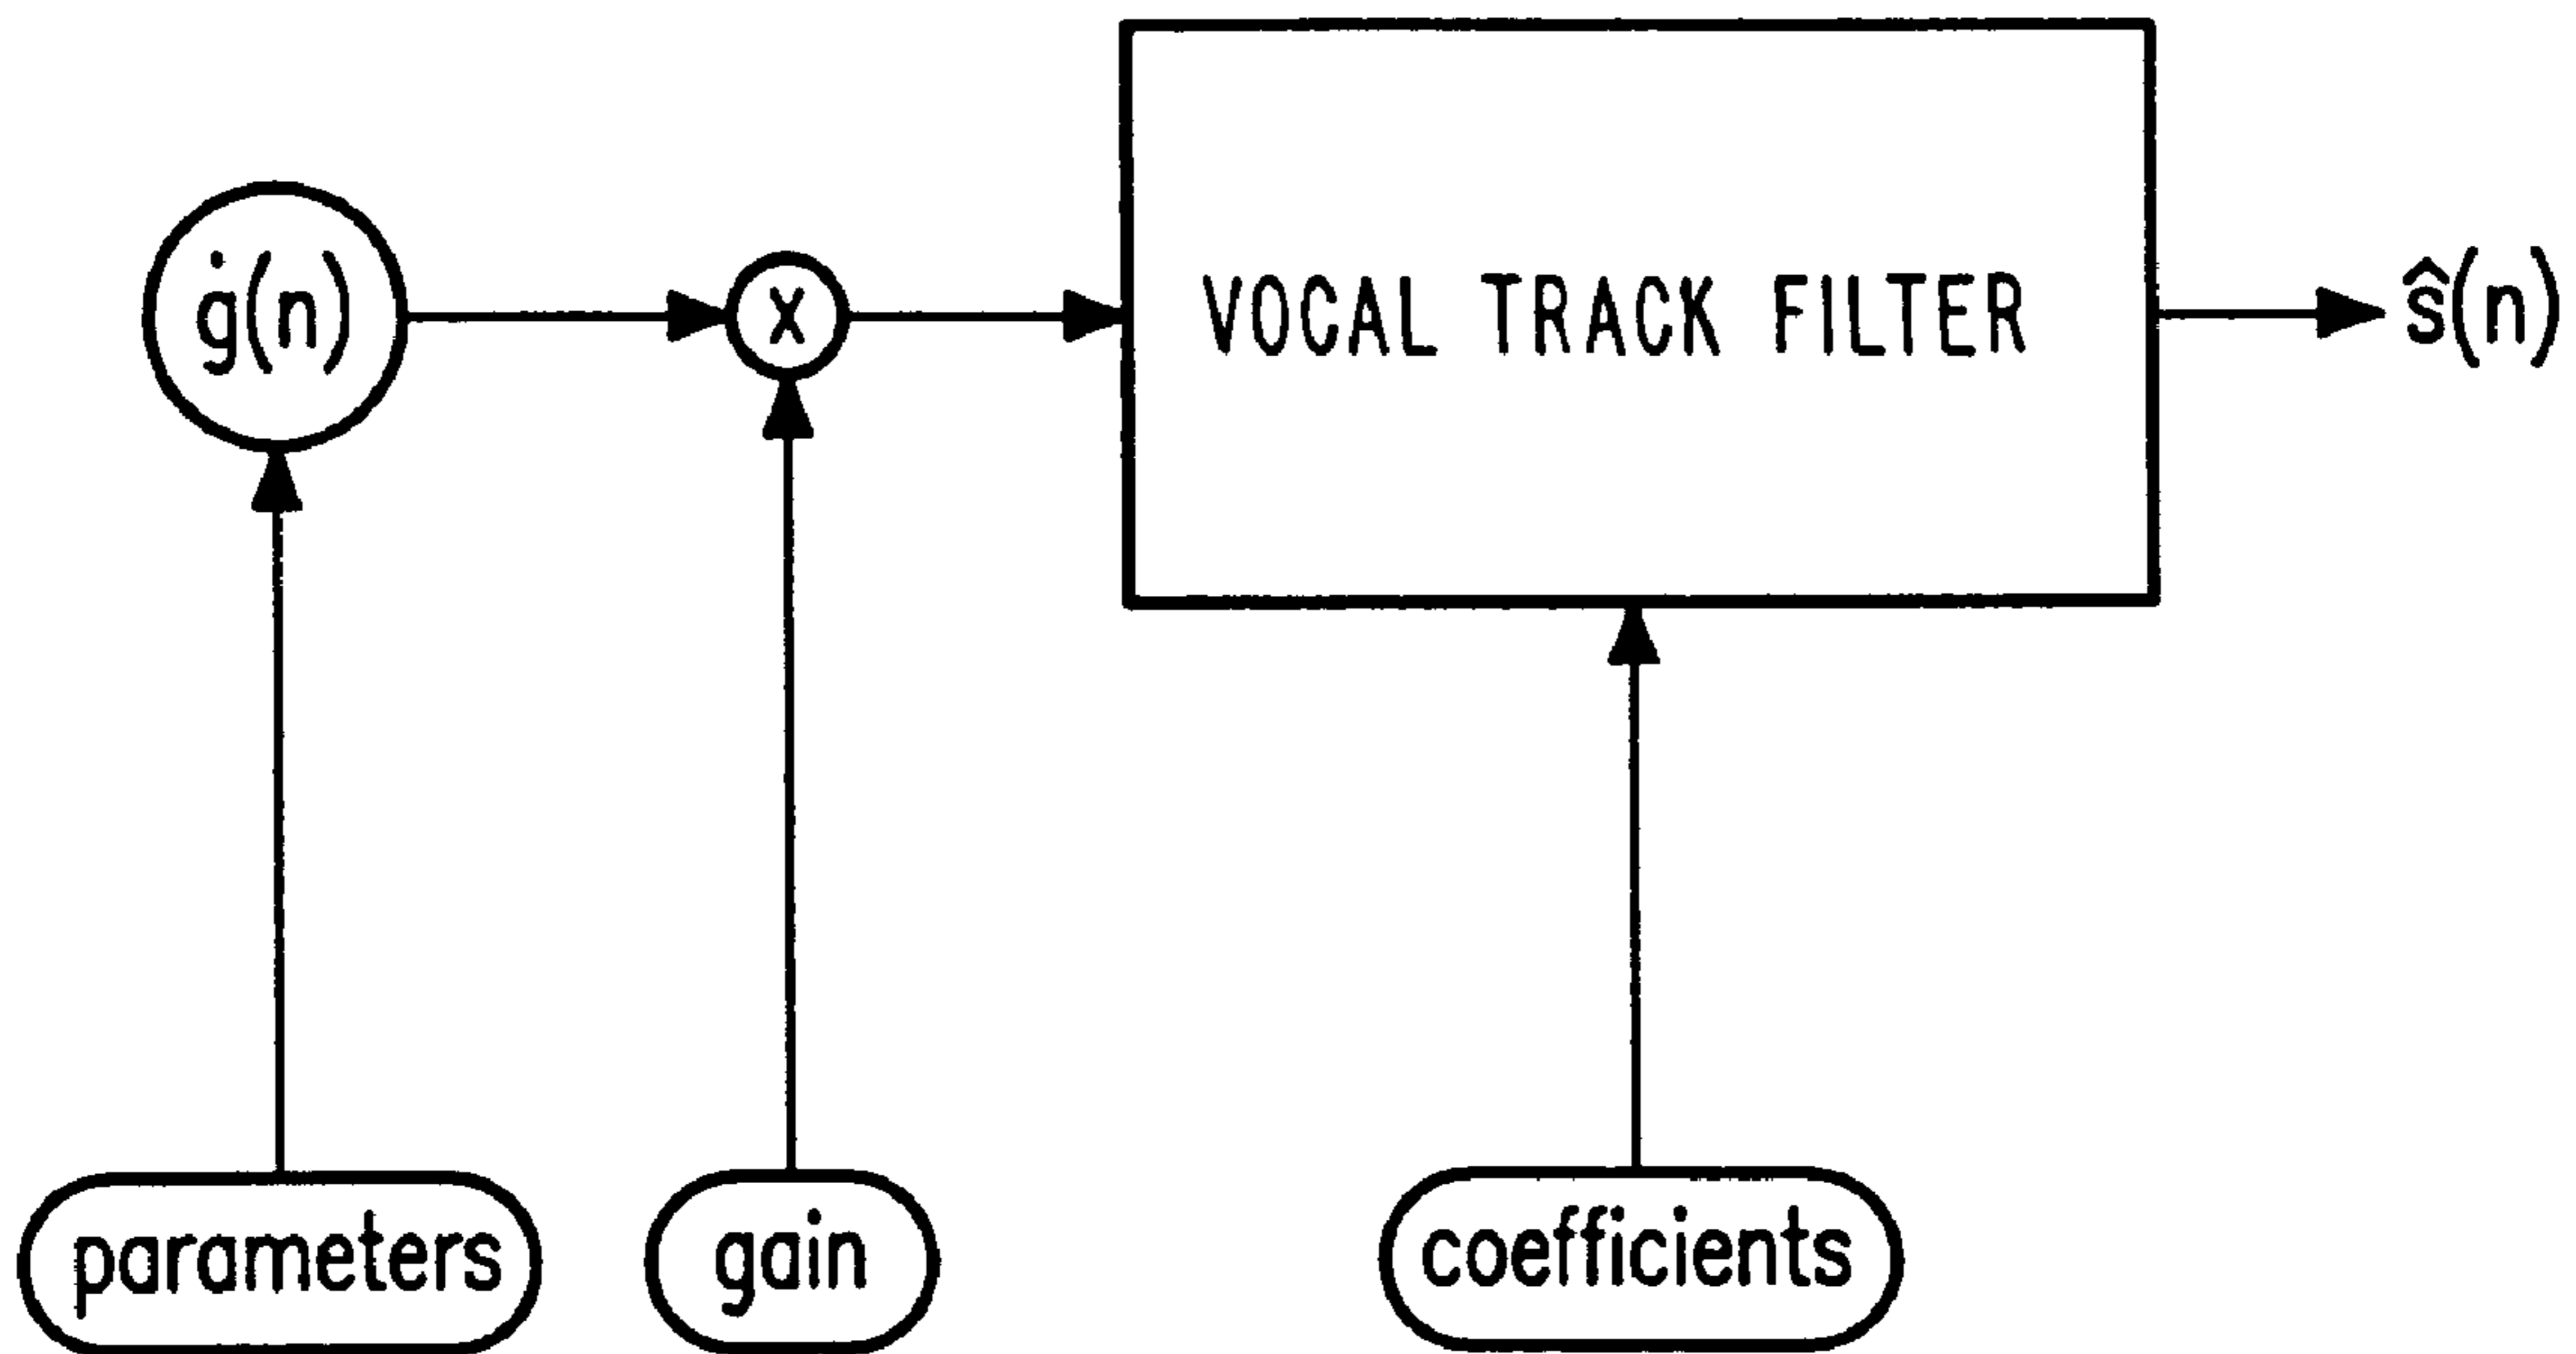 ġ(n)
X
VOCAL TRACK FILTER
ŝ(n)
parameters
gain
coefficients